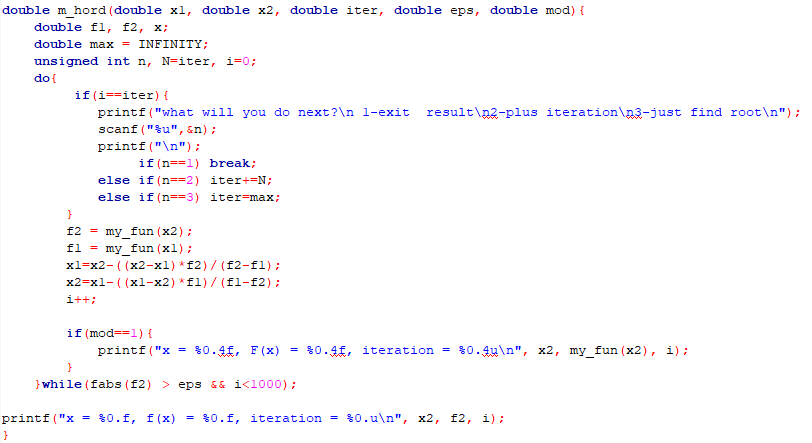 double m_hord(double x1, double x2, double iter, double eps, double mod){
double f1, f2, x;
double max = INFINITY;
unsigned int n, N=iter, i=0;
do{
if(i==iter){
printf("what will you do next?\n 1-exit  result\n2-plus iteration\n3-just find root\n");
scanf("%u",&n);
printf("\n");
if(n==1) break;
else if(n==2) iter+=N;
else if(n==3) iter=max;
}
f2 = my_fun(x2);
f1 = my_fun(x1);
x1=x2-((x2-x1)*f2)/(f2-f1);
x2=x1-((x1-x2)*f1)/(f1-f2);
i++;
if(mod==1){
printf("x = %0.4f, F(x) = %0.4f, iteration = %0.4u\n", x2, my_fun(x2), i);
}
}while(fabs(f2) > eps && i<1000);
printf("x = %0.f, f(x) = %0.f, iteration = %0.u\n", x2, f2, i);
}